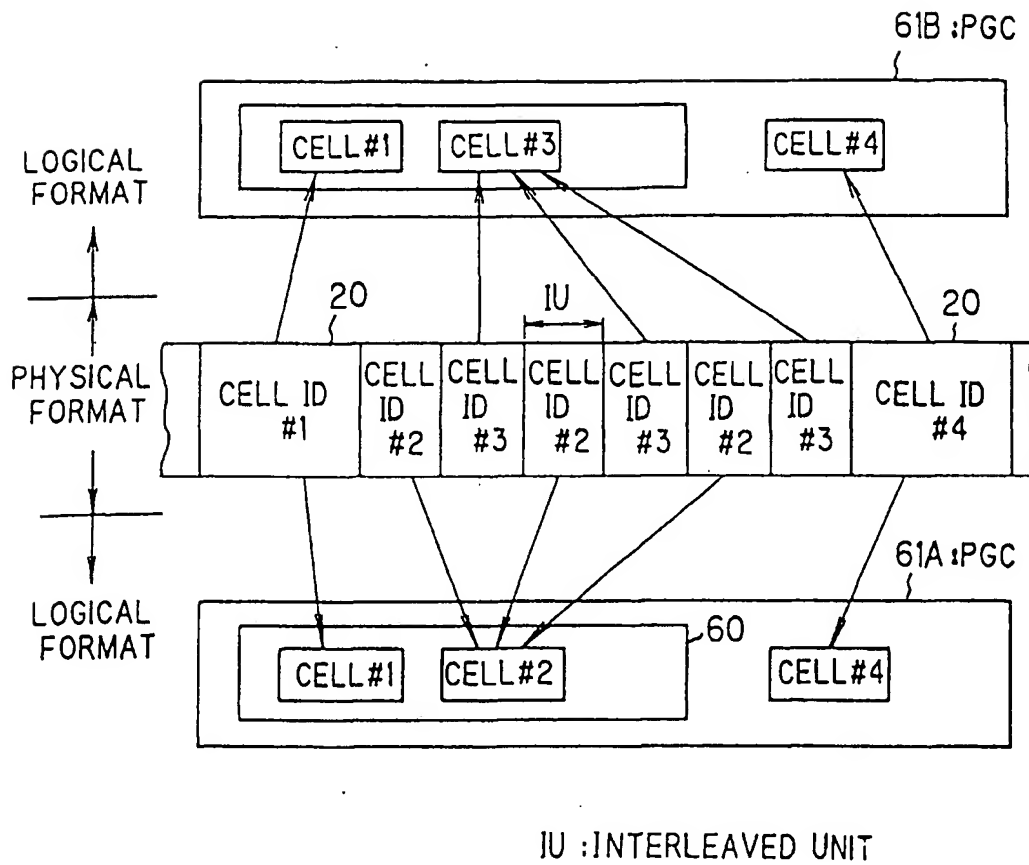 61B :PGC
CELL#1
CELL#3
CELL#4
LOGICAL
FORMAT
20
IU
20
PHYSICAL
FORMAT
CELL ID
#1
CELL
ID
#2
CELL
ID
#3
CELL
ID
#2
CELL
ID
#3
CELL
ID
#2
CELL
ID
#3
CELL ID
#4
61A :PGC
LOGICAL
FORMAT
60
CELL#1
CELL#2
CELL#4
IU :INTERLEAVED UNIT